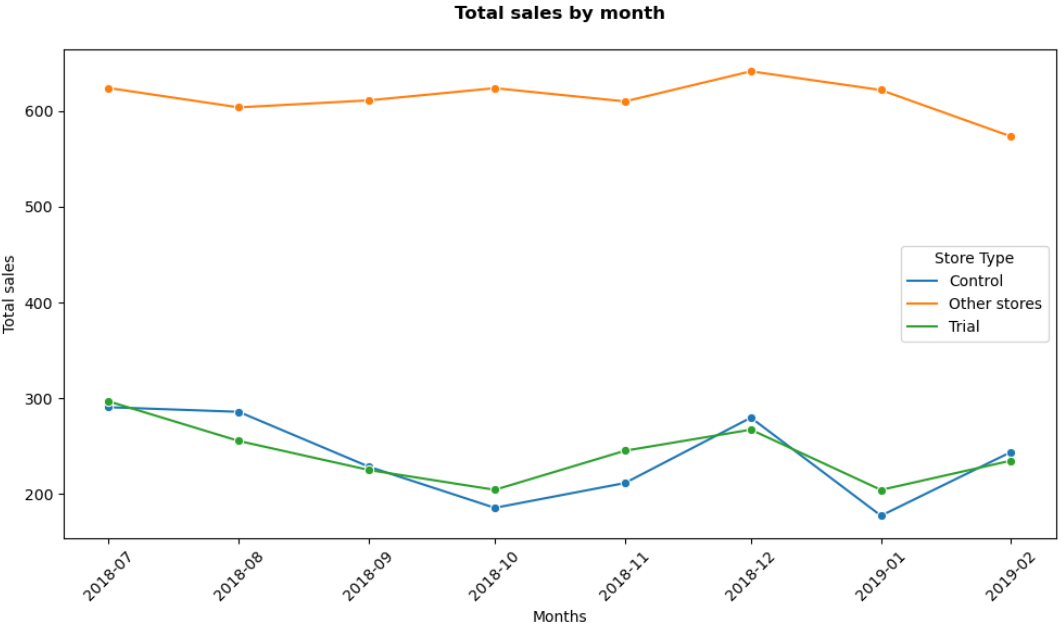 Total sales by month
Total sales
600
500
400
300
200
Store Type
Control
Other stores
Trial
2018-07
2018-08
2018-09
2018-10
2018-11
2018-12
2019-01
2019-02
Months